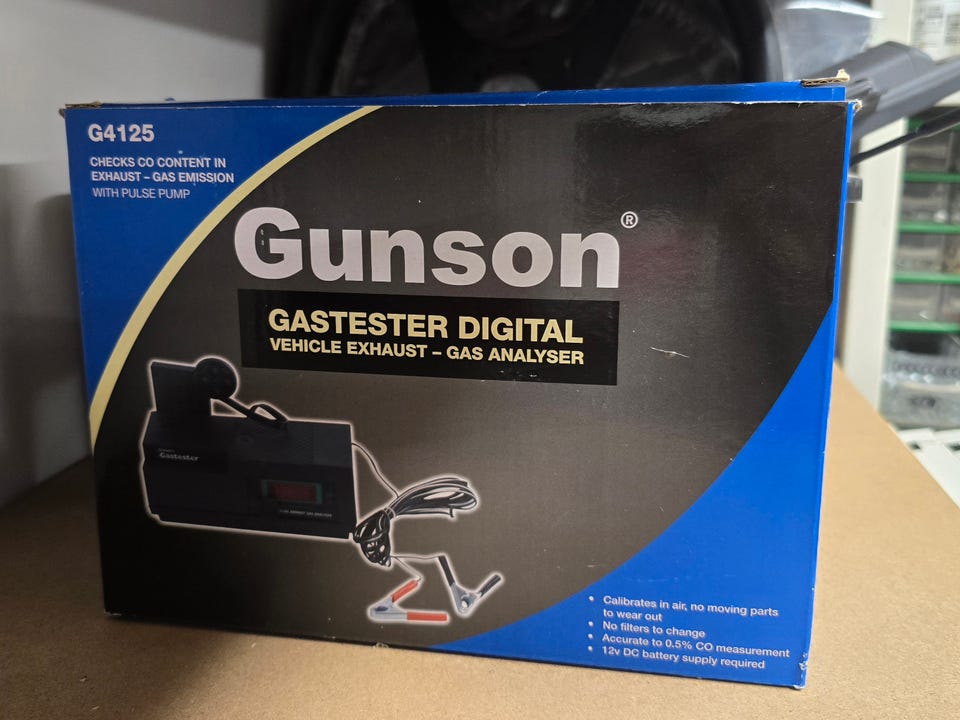 G4125
CHECKS CO CONTENT IN
EXHAUST – GAS EMISSION
WITH PULSE PUMP
Gunson®
GASTESTER DIGITAL
VEHICLE EXHAUST – GAS ANALYSER
Gastester
• Calibrates in air, no moving parts
to wear out
• No filters to change
• Accurate to 0.5% CO measurement
• 12v DC battery supply required